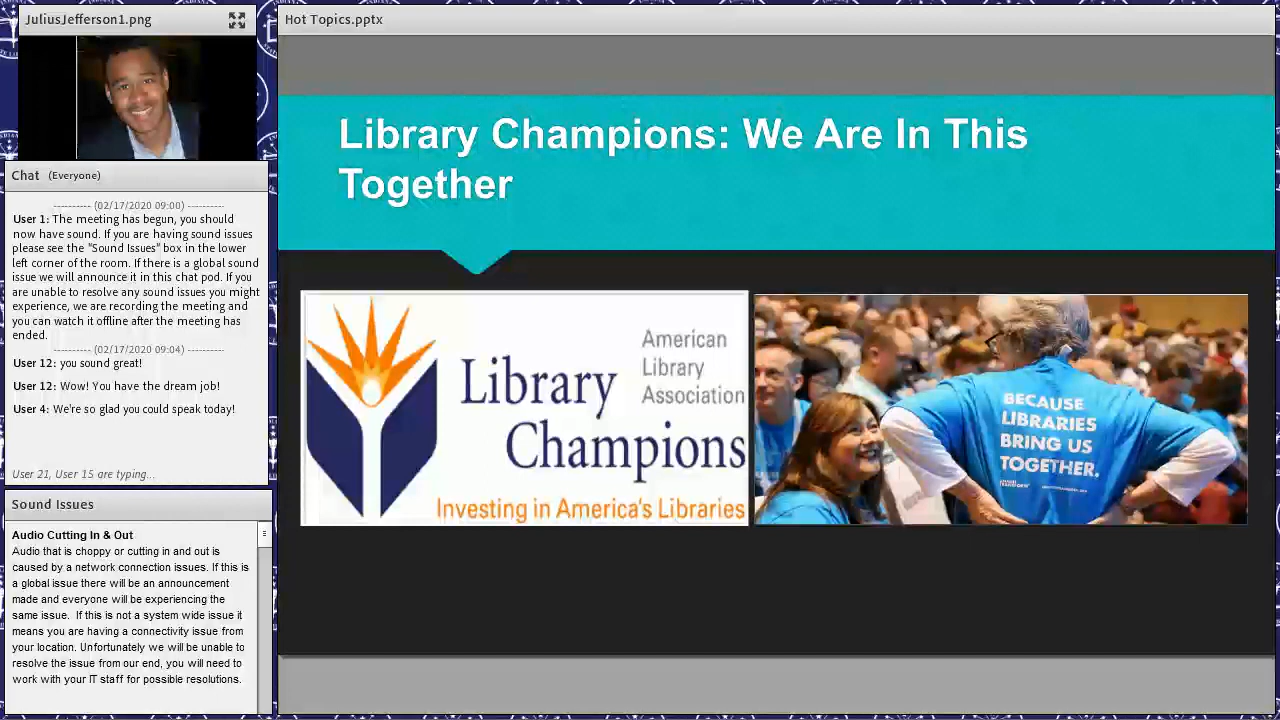 JuliusJefferson1.png
Hot Topics.pptx
Chat (Everyone)
---------- (02/17/2020 09:00) ----------
User 1: The meeting has begun, you should
now have sound. If you are having sound issues
please see the "Sound Issues" box in the lower
left corner of the room. If there is a global sound
issue we will announce it in this chat pod. If you
are unable to resolve any sound issues you might
experience, we are recording the meeting and
you can watch it offline after the meeting has
ended.
---------- (02/17/2020 09:04) ----------
User 12: you sound great!
User 12: Wow! You have the dream job!
User 4: We're so glad you could speak today!
User 21, User 15 are typing...
Sound Issues
Audio Cutting In & Out
Audio that is choppy or cutting in and out is
caused by a network connection issues. If this is
a global issue there will be an announcement
made and everyone will be experiencing the
same issue.  If this is not a system wide issue it
means you are having a connectivity issue from
your location. Unfortunately we will be unable to
resolve the issue from our end, you will need to
work with your IT staff for possible resolutions.
Library Champions: We Are In This
Together
American
Library
Association
Library
Champions
Investing in America's Libraries
BECAUSE
LIBRARIES
BRING US
TOGETHER.